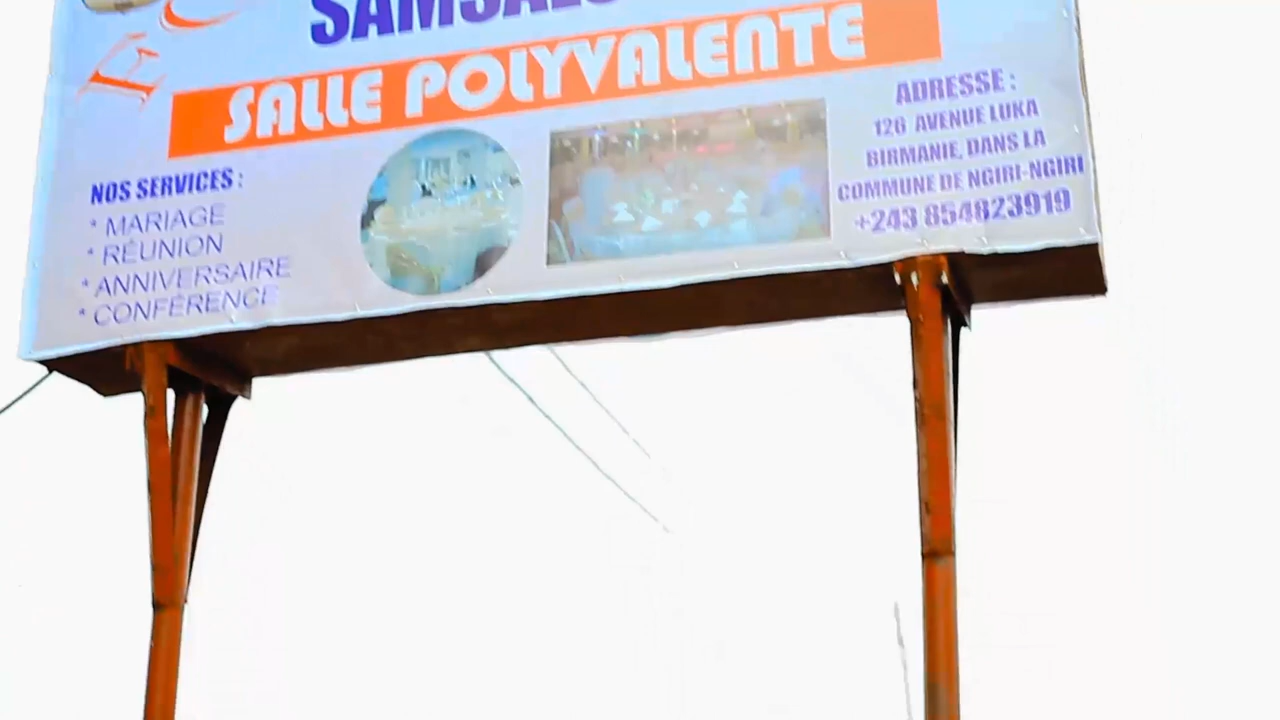 SALLE POLYVALENTE
NOS SERVICES :
* MARIAGE
* RÉUNION
* ANNIVERSAIRE
* CONFÉRENCE
ADRESSE :
126 AVENUE LUKA
BIRMANIE, DANS LA
COMMUNE DE NGIRI-NGIRI
+243 854823919